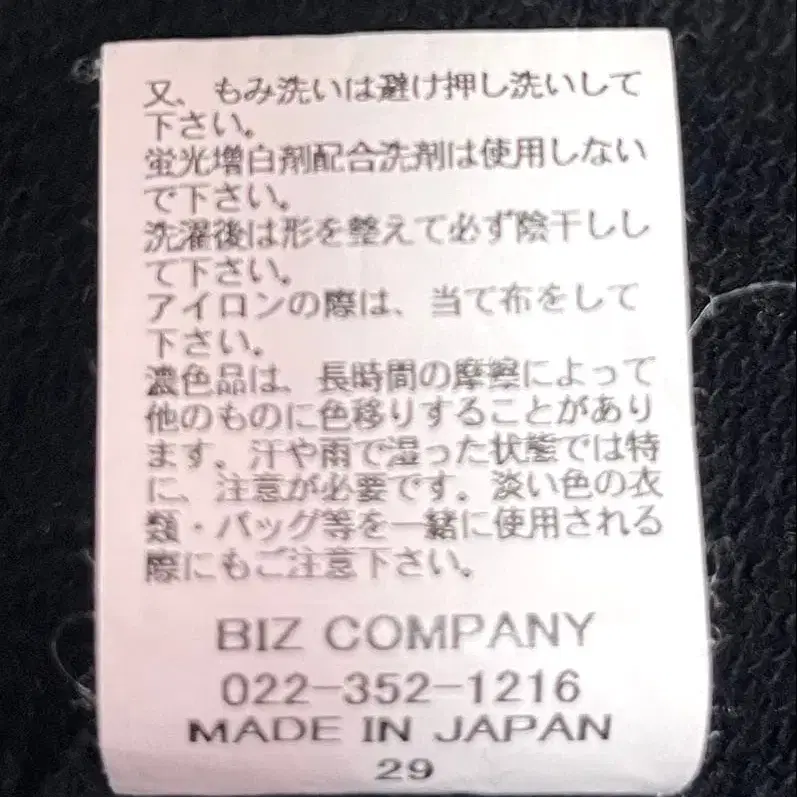 又、もみ洗いは避け押し洗いして
下さい。
蛍光増白剤配合洗剤は使用しない
で下さい。
洗濯後は形を整えて必ず陰干しし
て下さい。
アイロンの際は、当て布をして
下さい。
濃色品は、長時間の摩擦によって
他のものに色移りすることがあり
ます。汗や雨で湿った状態では特
に、注意が必要です。淡い色の衣
類・バッグ等を一緒に使用される
際にもご注意下さい。
BIZ COMPANY
022-352-1216
MADE IN JAPAN
29